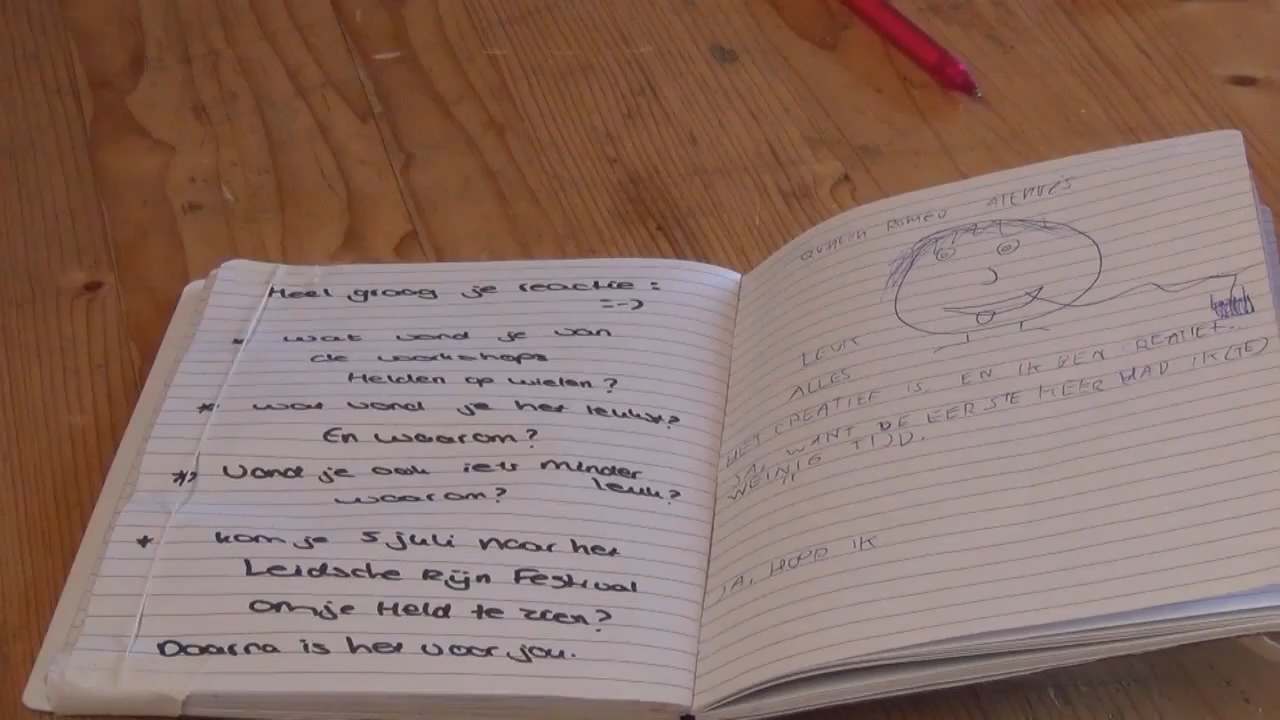 Heel graag je reactie :
=-)
wat vond je van
de workshops
Helden op wielen?
* wat vond je het leukst?
En waarom?
* Vond je ook iets minder
leuk?
waarom?
* kom je 5 juli naar het
Leidsche Rijn Festival
om je Held te zien?
Daarna is het voor jou.
ROMEO
LEUK
ALLES
HET CREATIEF IS EN IK BEN REATIEF.
JA, WANT DE EERSTE KEER HAD IK (TE)
WEINIG TIJD.
JA, HOOP IK